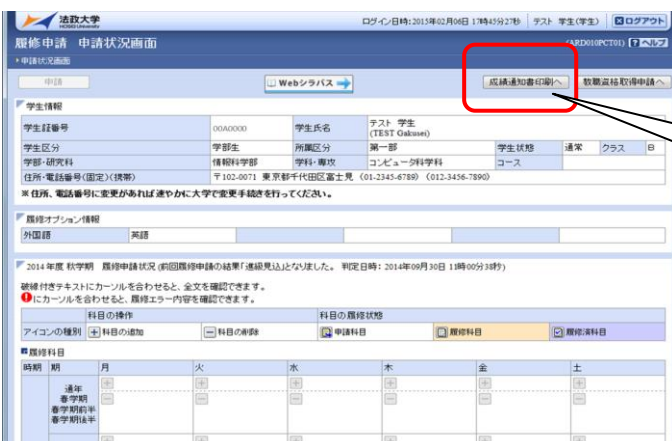 法政大学
HOSEI University
ログイン日時:2015年02月06日 17時45分27秒 テスト 学生(学生) ログアウト
履修申請 申請状況画面
(ARD010PCT01) ヘルプ
申請状況画面
申請 Webシラバス 成績通知書印刷へ 教職資格取得申請へ
学生情報
学生証番号 00A0000 学生氏名 テスト 学生
(TEST Gakusei)
学生区分 学部生 所属区分 第一部 学生状態 通常 クラス B
学部・研究科 情報科学部 学科・専攻 コンピュータ科学科 コース
住所・電話番号(固定)(携帯) 〒102-0071 東京都千代田区富士見 (01-2345-6789) (012-3456-7890)
※住所、電話番号に変更があれば速やかに大学で変更手続きを行ってください。
履修オプション情報
外国語 英語
2014年度 秋学期 履修申請状況(前回履修申請の結果「進級見込」となりました。 判定日時:2014年09月30日 11時00分38秒)
破線付きテキストにカーソルを合わせると、全文を確認できます。
にカーソルを合わせると、履修エラー内容を確認できます。
科目の操作 科目の履修状態
アイコンの種別 科目の追加 科目の削除 申請科目 履修科目 履修済科目
履修科目
時期 期 月 火 水 木 金 土
通年
春学期
春学期前半
春学期後半